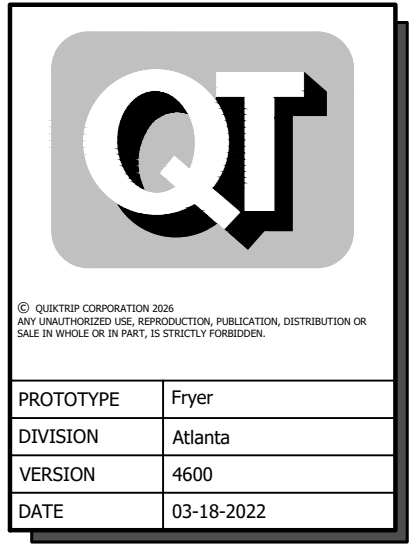 QT
© QUIKTRIP CORPORATION 2026
ANY UNAUTHORIZED USE, REPRODUCTION, PUBLICATION, DISTRIBUTION OR
SALE IN WHOLE OR IN PART, IS STRICTLY FORBIDDEN.
PROTOTYPE Fryer
DIVISION Atlanta
VERSION 4600
DATE 03-18-2022